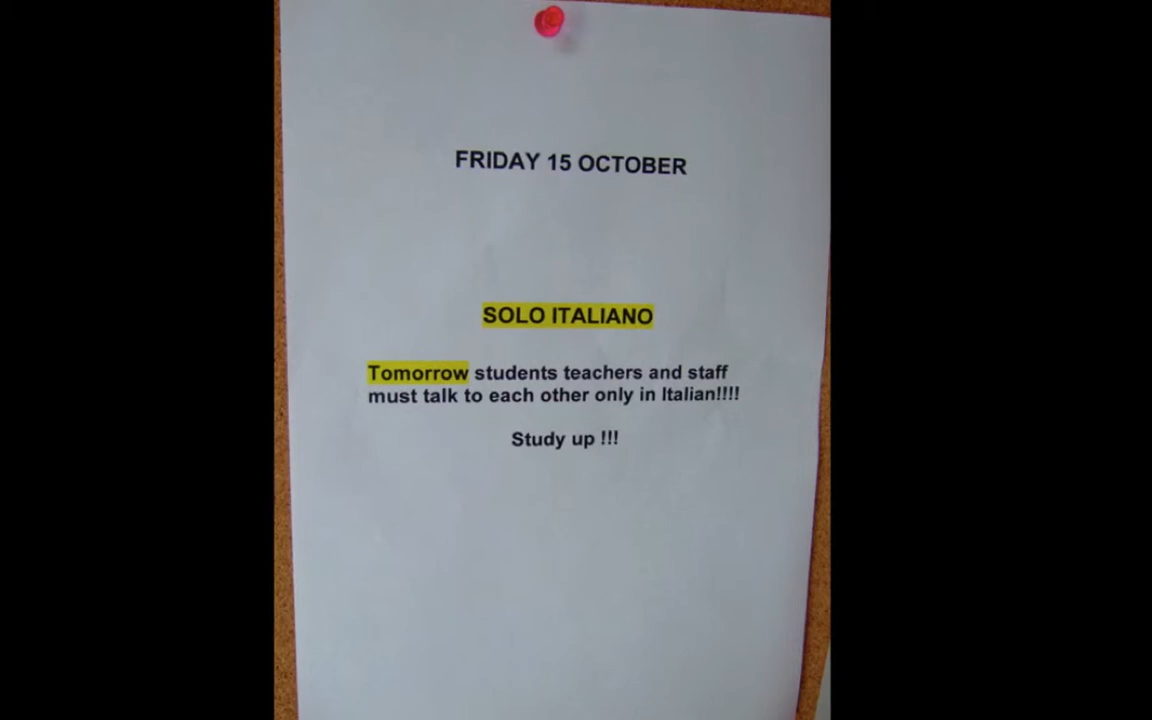 FRIDAY 15 OCTOBER
SOLO ITALIANO
Tomorrow students teachers and staff
must talk to each other only in Italian!!!!
Study up !!!